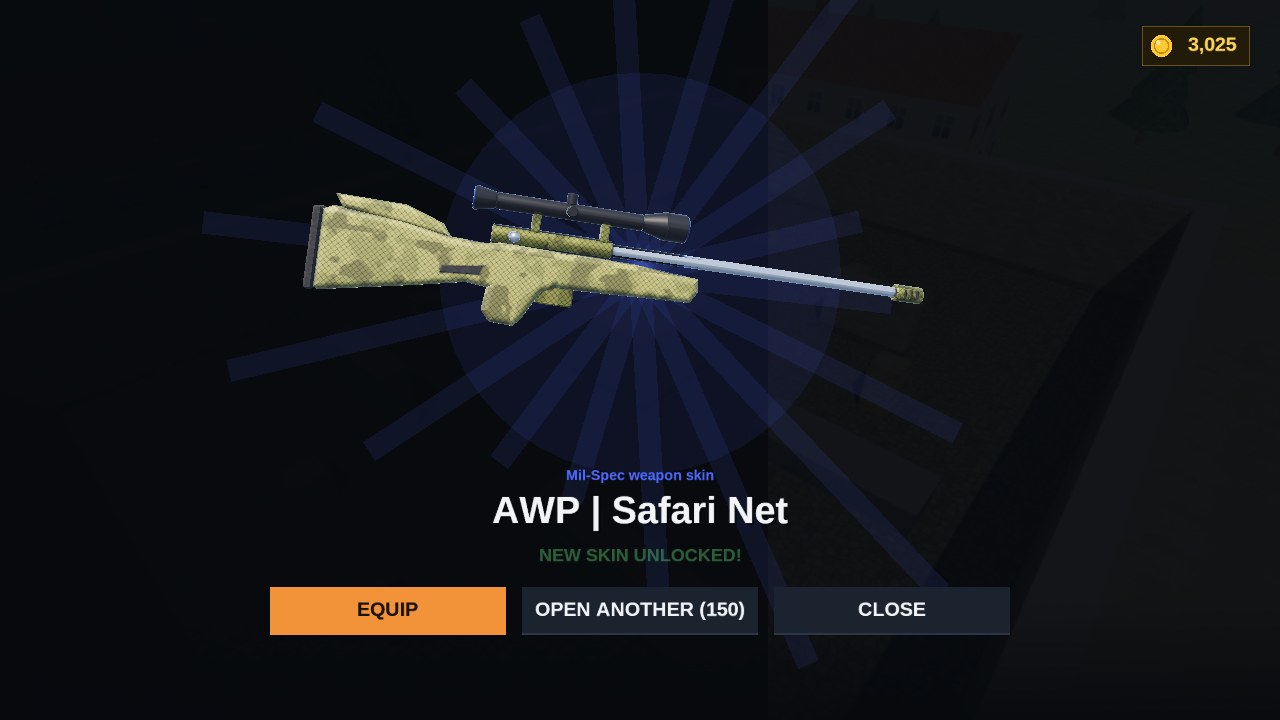 3,025
Mil-Spec weapon skin
AWP | Safari Net
NEW SKIN UNLOCKED!
EQUIP
OPEN ANOTHER (150)
CLOSE